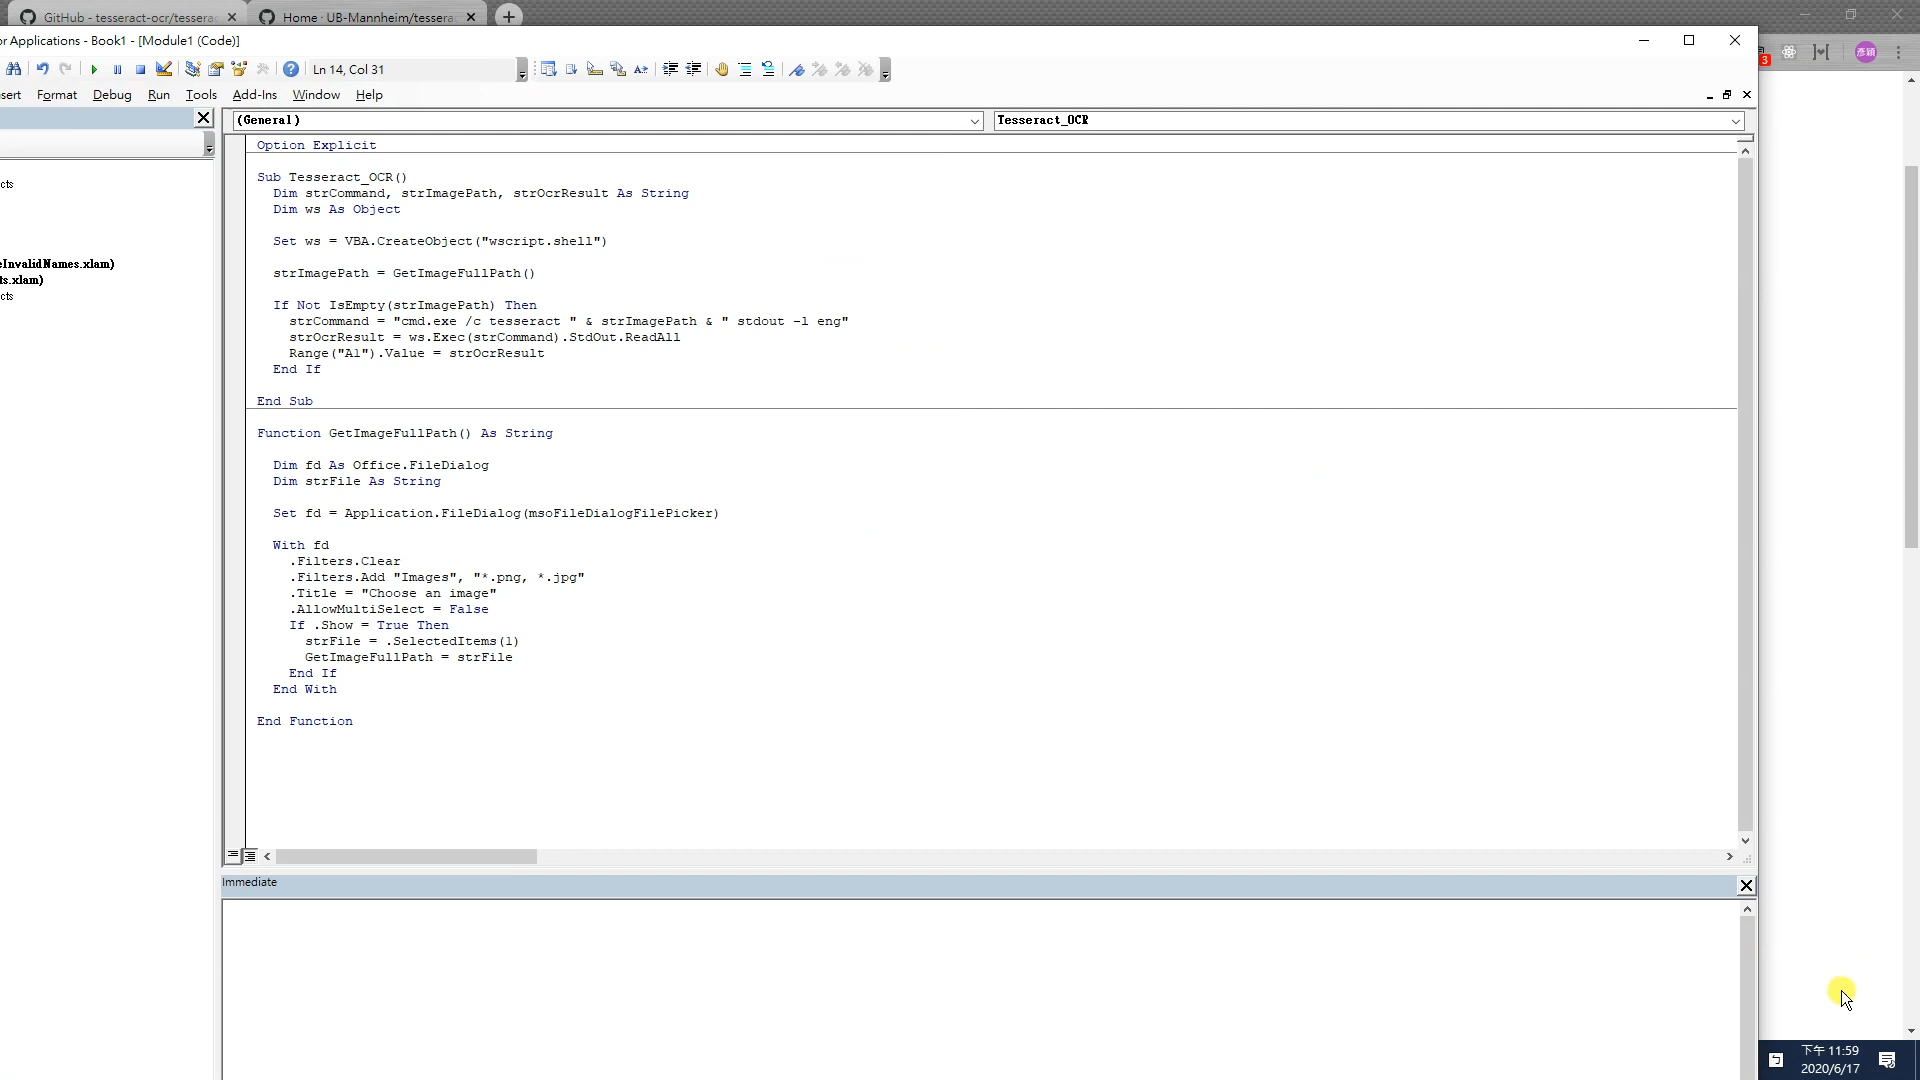 GitHub - tesseract-ocr/tesserac
Home · UB-Mannheim/tesserac
or Applications - Book1 - [Module1 (Code)]
Ln 14, Col 31
3
彥穎
Format Debug Run Tools Add-Ins Window Help
(General)
Tesseract_OCR
cts
eInvalidNames.xlam)
ts.xlam)
cts
Option Explicit
Sub Tesseract_OCR()
Dim strCommand, strImagePath, strOcrResult As String
Dim ws As Object
Set ws = VBA.CreateObject("wscript.shell")
strImagePath = GetImageFullPath()
If Not IsEmpty(strImagePath) Then
strCommand = "cmd.exe /c tesseract " & strImagePath & " stdout -l eng"
strOcrResult = ws.Exec(strCommand).StdOut.ReadAll
Range("A1").Value = strOcrResult
End If
End Sub
Function GetImageFullPath() As String
Dim fd As Office.FileDialog
Dim strFile As String
Set fd = Application.FileDialog(msoFileDialogFilePicker)
With fd
.Filters.Clear
.Filters.Add "Images", "*.png, *.jpg"
.Title = "Choose an image"
.AllowMultiSelect = False
If .Show = True Then
strFile = .SelectedItems(1)
GetImageFullPath = strFile
End If
End With
End Function
Immediate
下午 11:59
2020/6/17